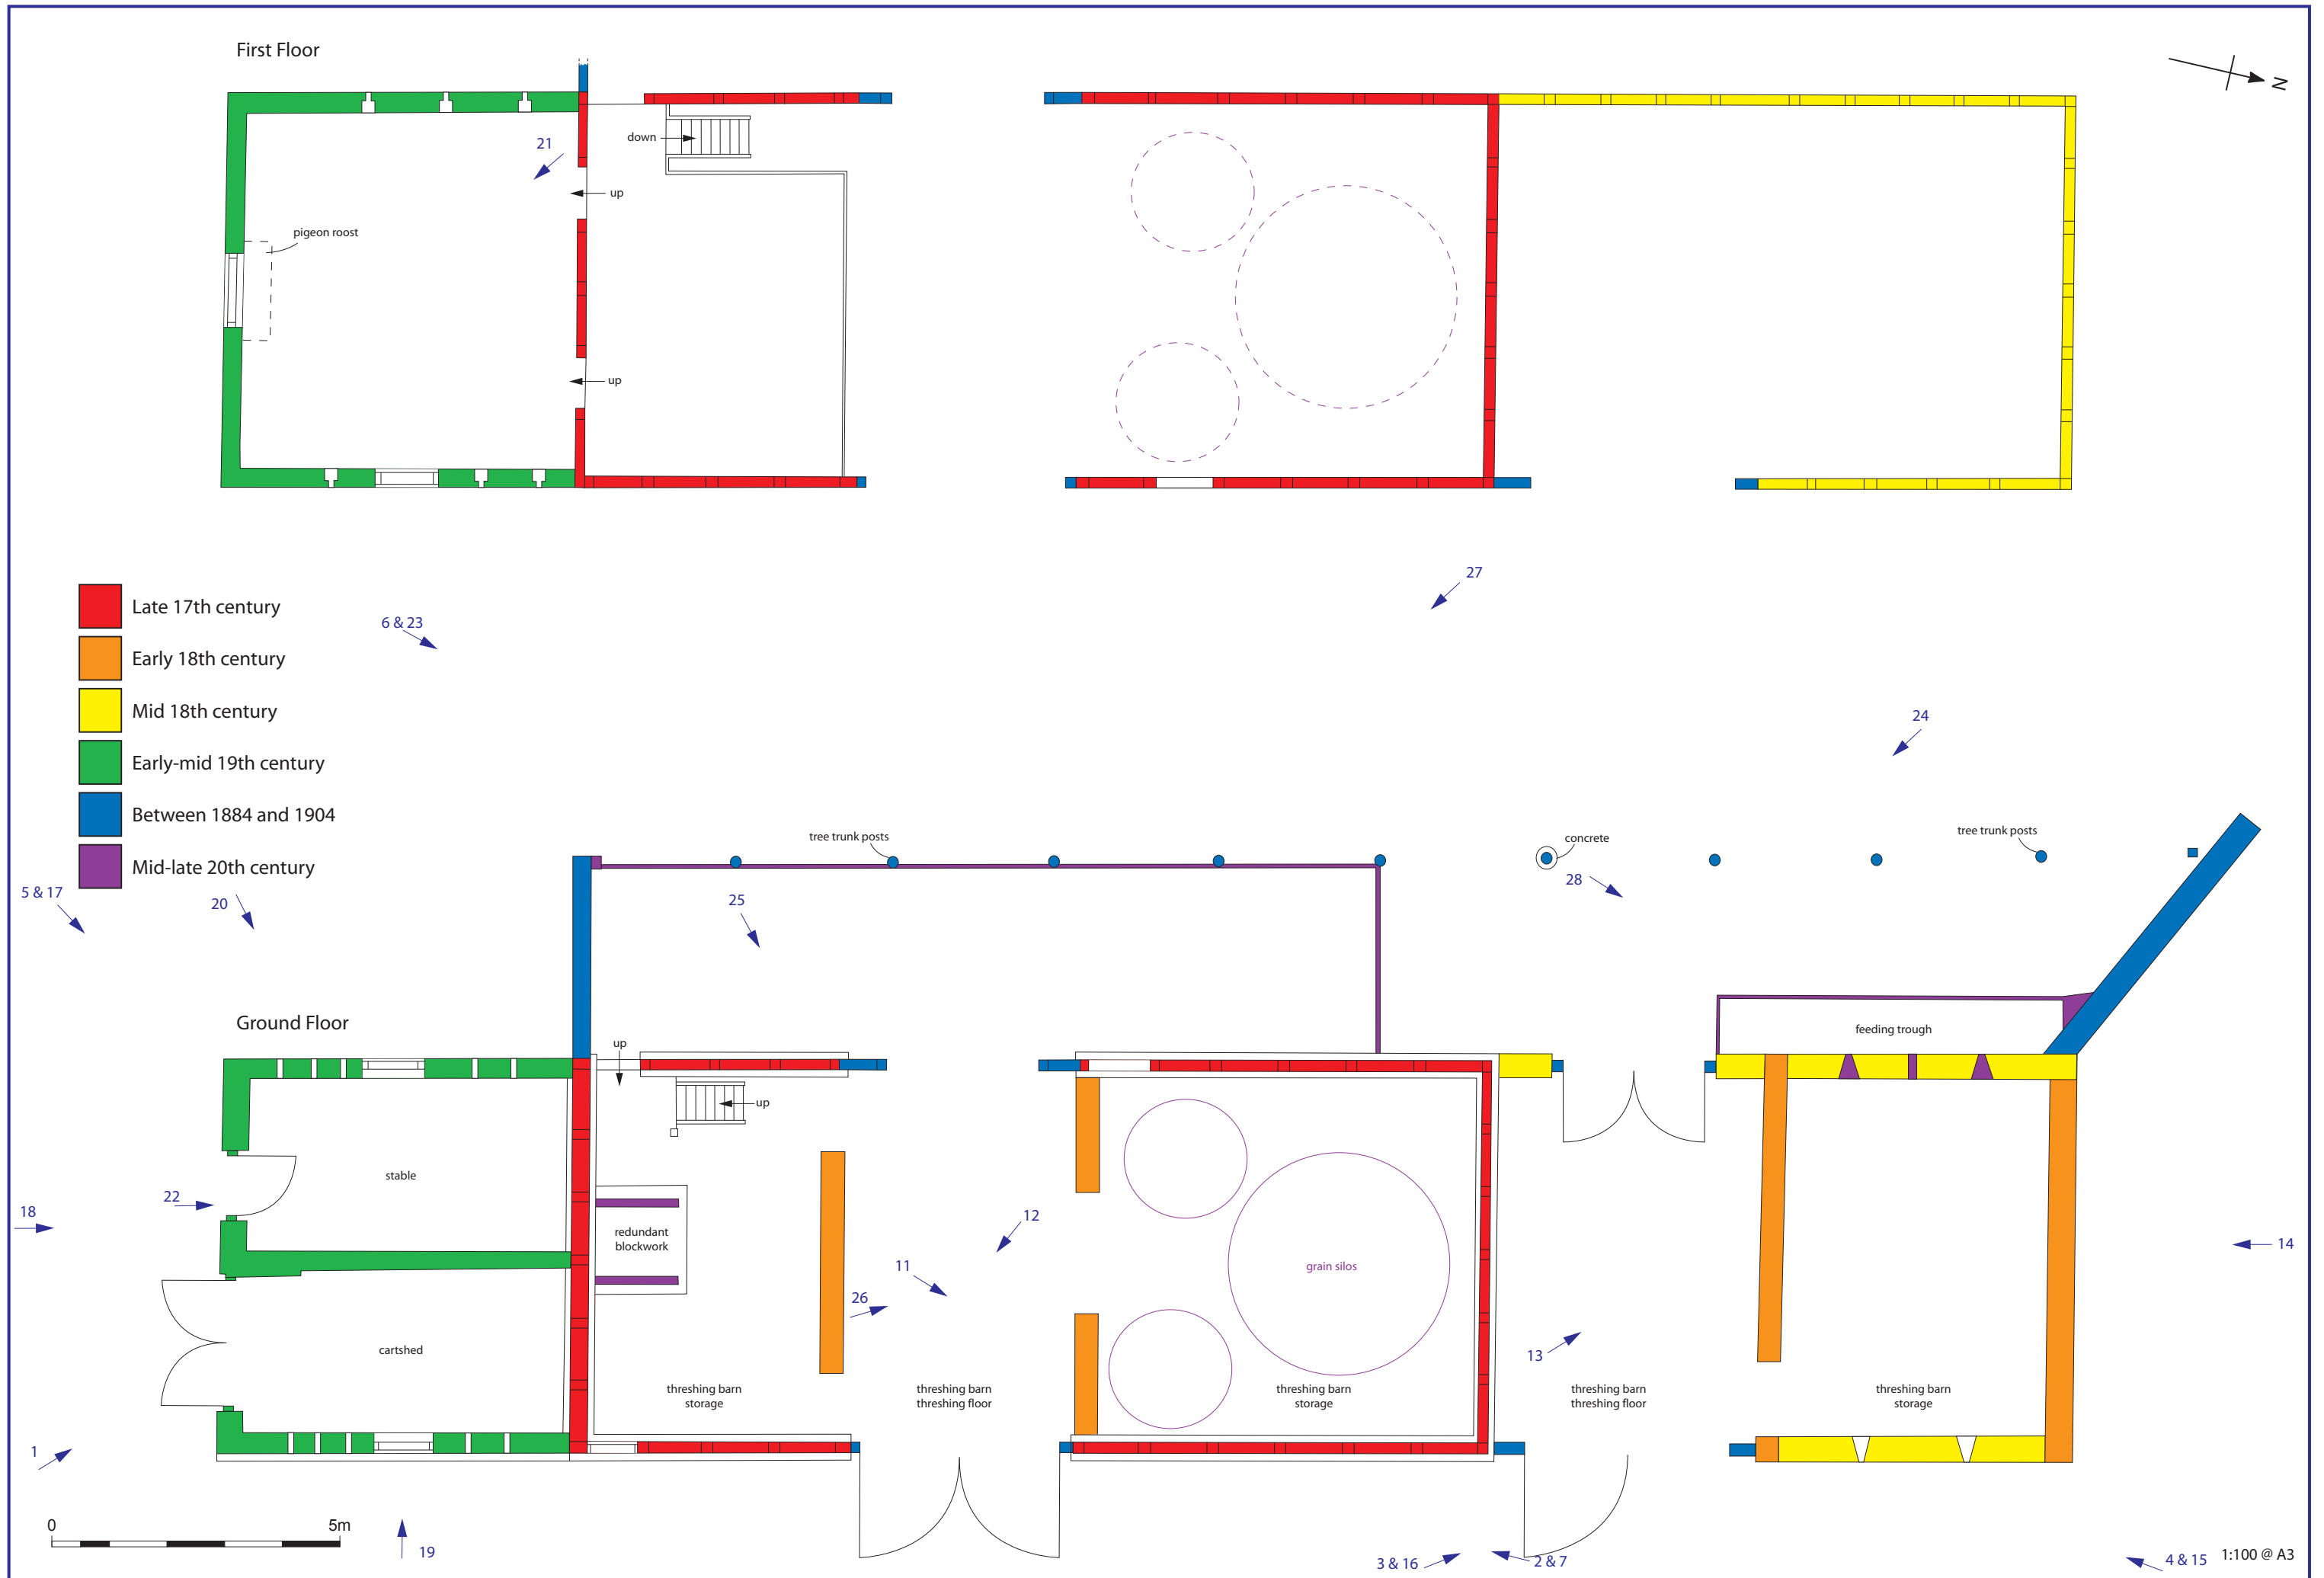 First Floor
N
21
down
up
pigeon roost
up
27
Late 17th century
6 & 23
Early 18th century
Mid 18th century
24
Early-mid 19th century
Between 1884 and 1904
tree trunk posts
concrete
tree trunk posts
Mid-late 20th century
5 & 17
20
25
28
Ground Floor
feeding trough
up
up
stable
22
18
12
redundant
blockwork
14
11
grain silos
26
cartshed
13
threshing barn
storage
threshing barn
threshing floor
threshing barn
storage
threshing barn
threshing floor
threshing barn
storage
1
0
5m
19
3 & 16
2 & 7
4 & 15
1:100 @ A3